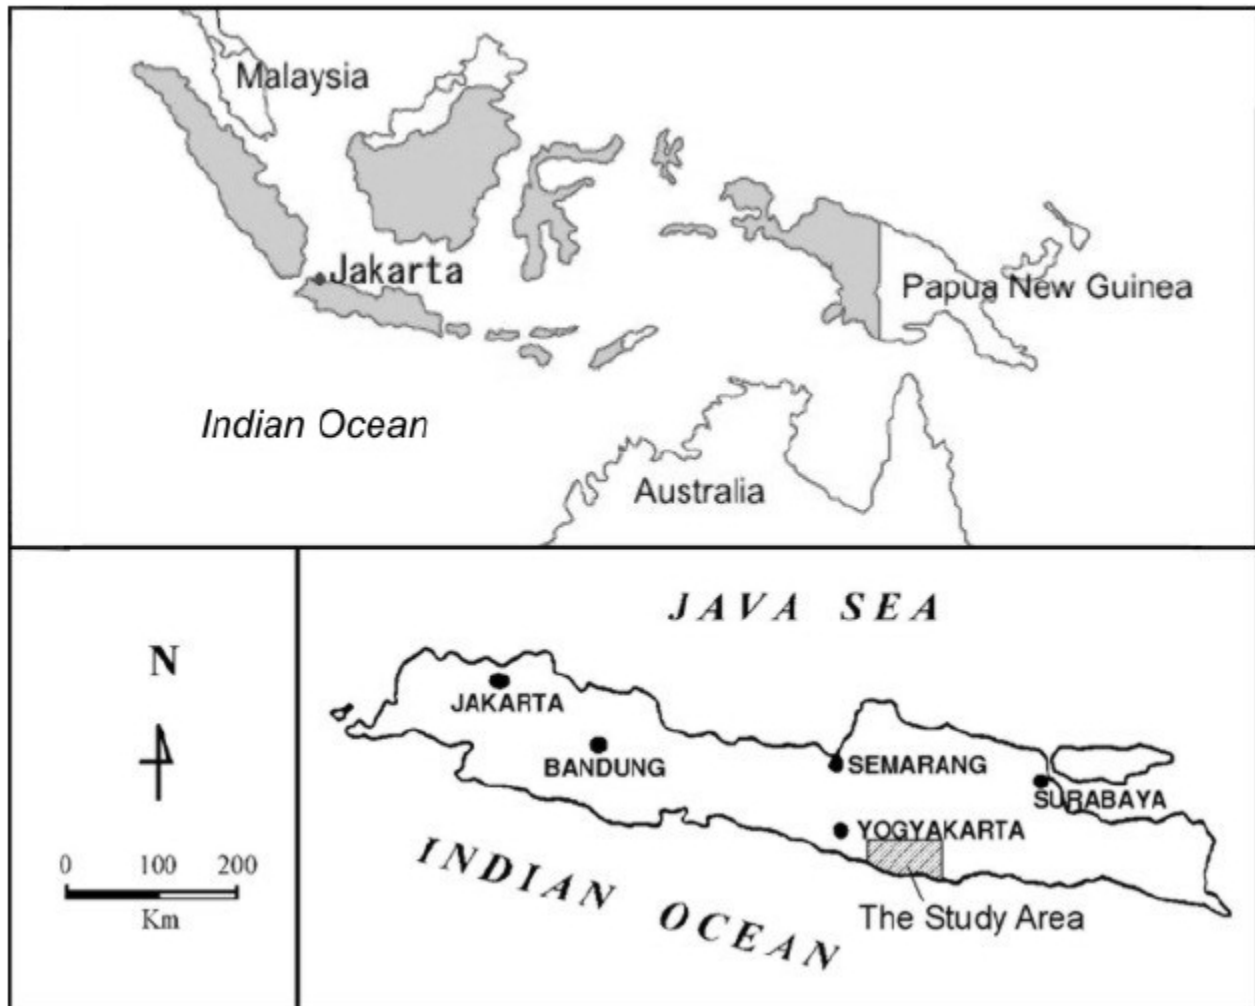 Malaysia
Jakarta
Papua New Guinea
Indian Ocean
Australia
JAVA SEA
N
JAKARTA
BANDUNG
SEMARANG
SURABAYA
YOGYAKARTA
0 100 200
Km
INDIAN OCEAN
The Study Area